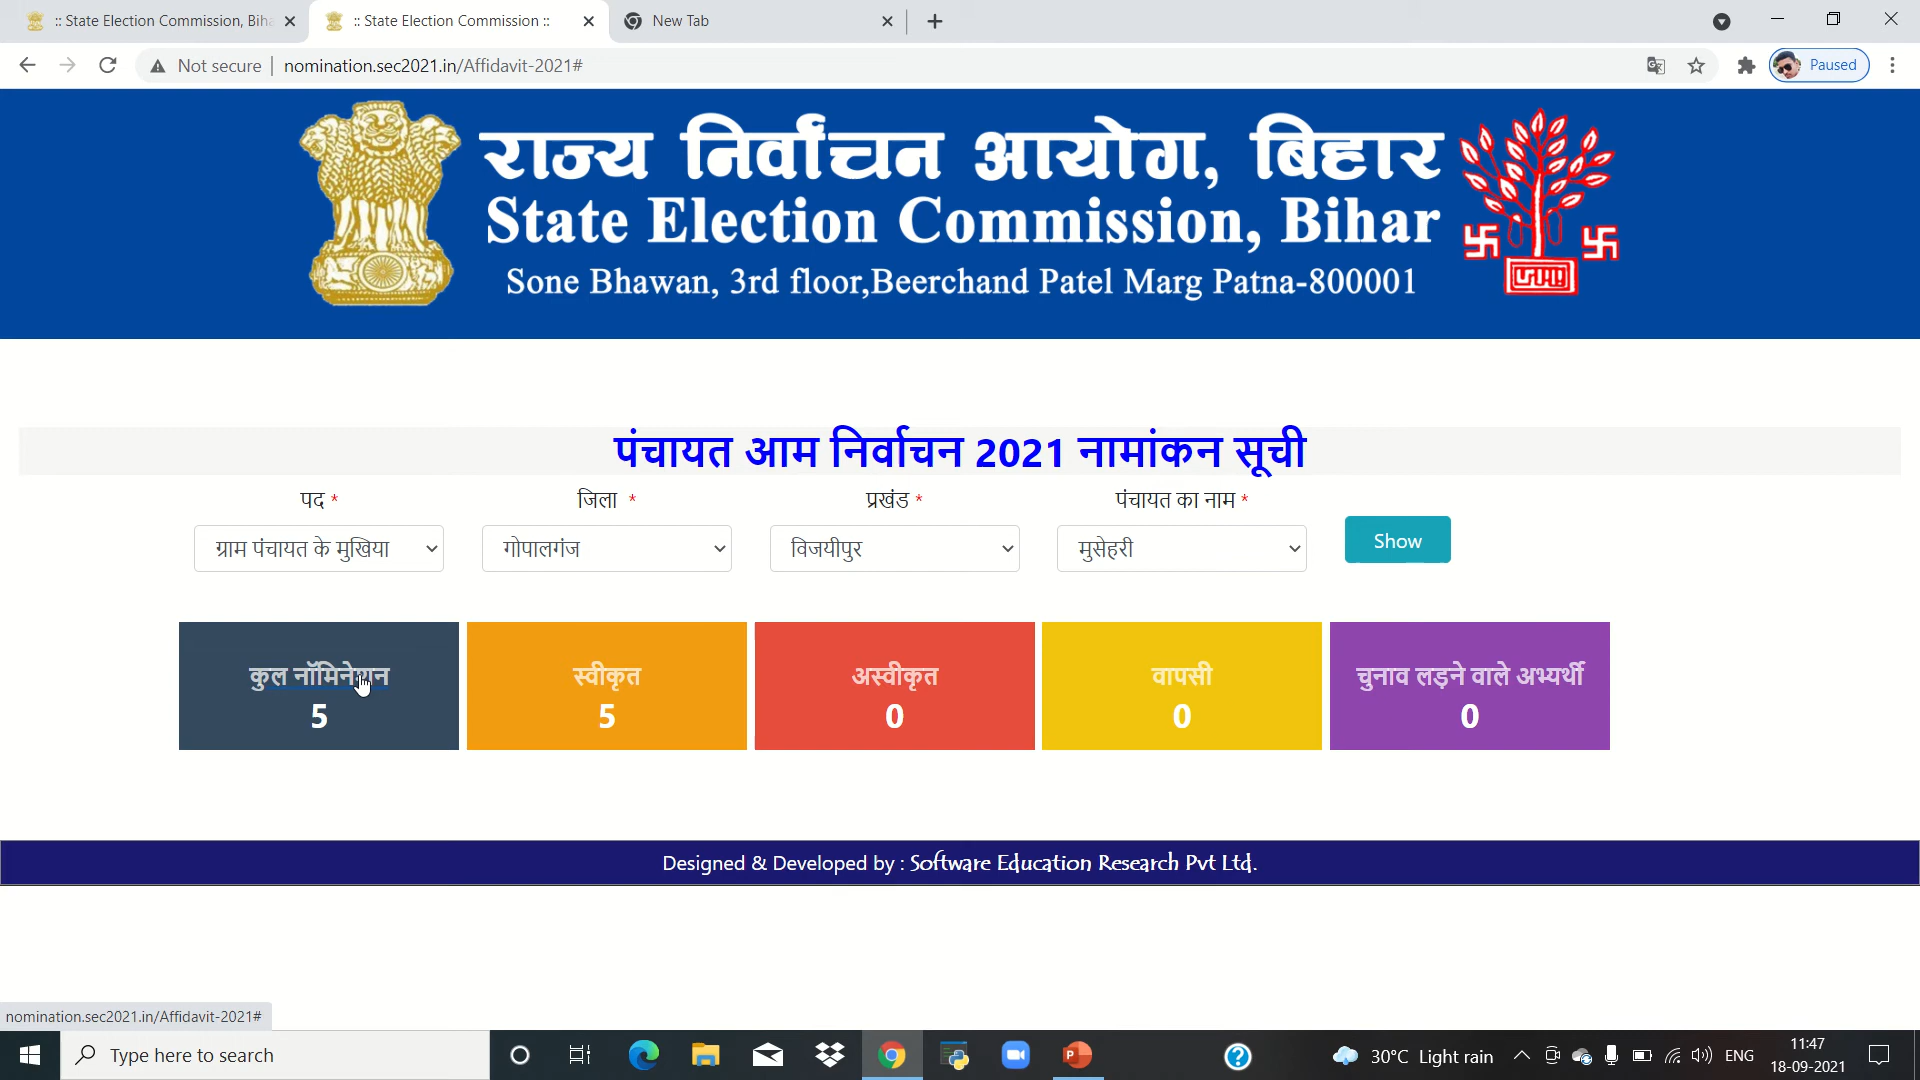 :: State Election Commission, Biha
:: State Election Commission ::
New Tab
Not secure
nomination.sec2021.in/Affidavit-2021#
Paused
राज्य निर्वाचन आयोग, बिहार
State Election Commission, Bihar
Sone Bhawan, 3rd floor,Beerchand Patel Marg Patna-800001
पंचायत आम निर्वाचन 2021 नामांकन सूची
पद *
जिला *
प्रखंड *
पंचायत का नाम *
ग्राम पंचायत के मुखिया
गोपालगंज
विजयीपुर
मुसेहरी
Show
कुल नॉमिनेशन
5
स्वीकृत
5
अस्वीकृत
0
वापसी
0
चुनाव लड़ने वाले अभ्यर्थी
0
Designed & Developed by : Software Education Research Pvt Ltd.
nomination.sec2021.in/Affidavit-2021#
Type here to search
30°C Light rain
ENG
11:47
18-09-2021